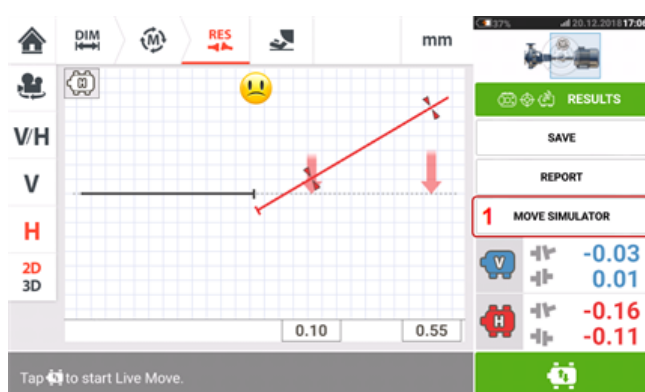 37% 20.12.2018 17:06
DIM
M
RES
mm
RESULTS
H
SAVE
V/H
REPORT
V
1 MOVE SIMULATOR
H
V -0.03
0.01
2D
3D
H -0.16
-0.11
0.10 0.55
Tap to start Live Move.